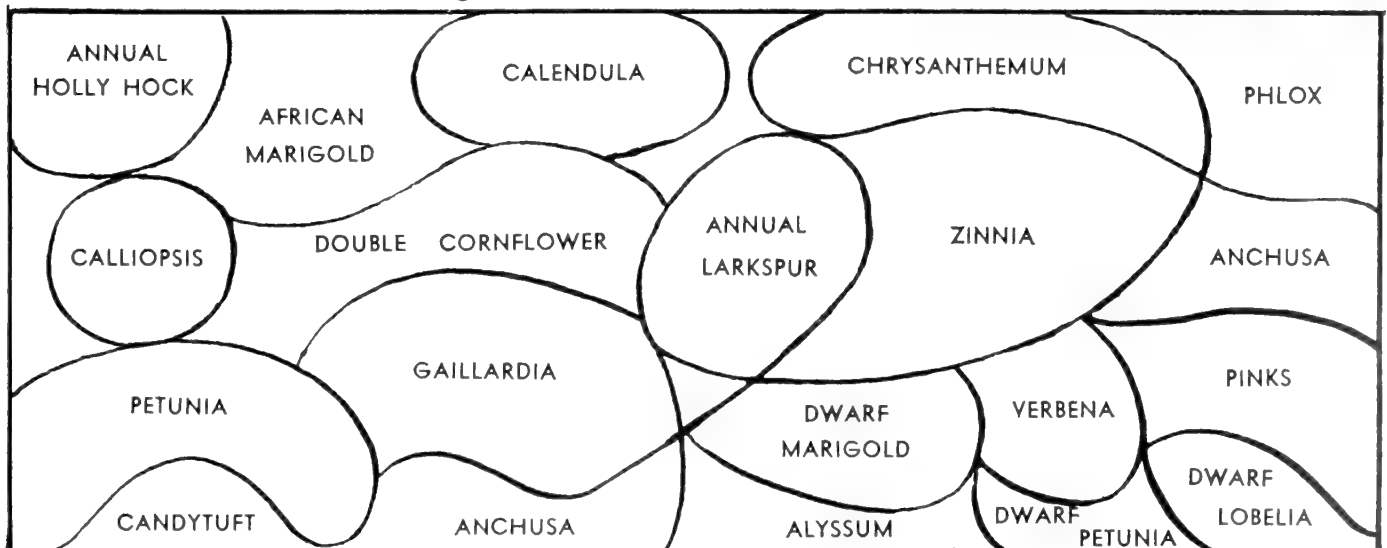 ANNUAL
HOLLY HOCK
AFRICAN
MARIGOLD
CALENDULA
CHRYSANTHEMUM
PHLOX
CALLIOPSIS
DOUBLE CORNFLOWER
ANNUAL
LARKSPUR
ZINNIA
ANCHUSA
PETUNIA
GAILLARDIA
DWARF
MARIGOLD
VERBENA
PINKS
CANDYTUFT
ANCHUSA
ALYSSUM
DWARF
PETUNIA
DWARF
LOBELIA